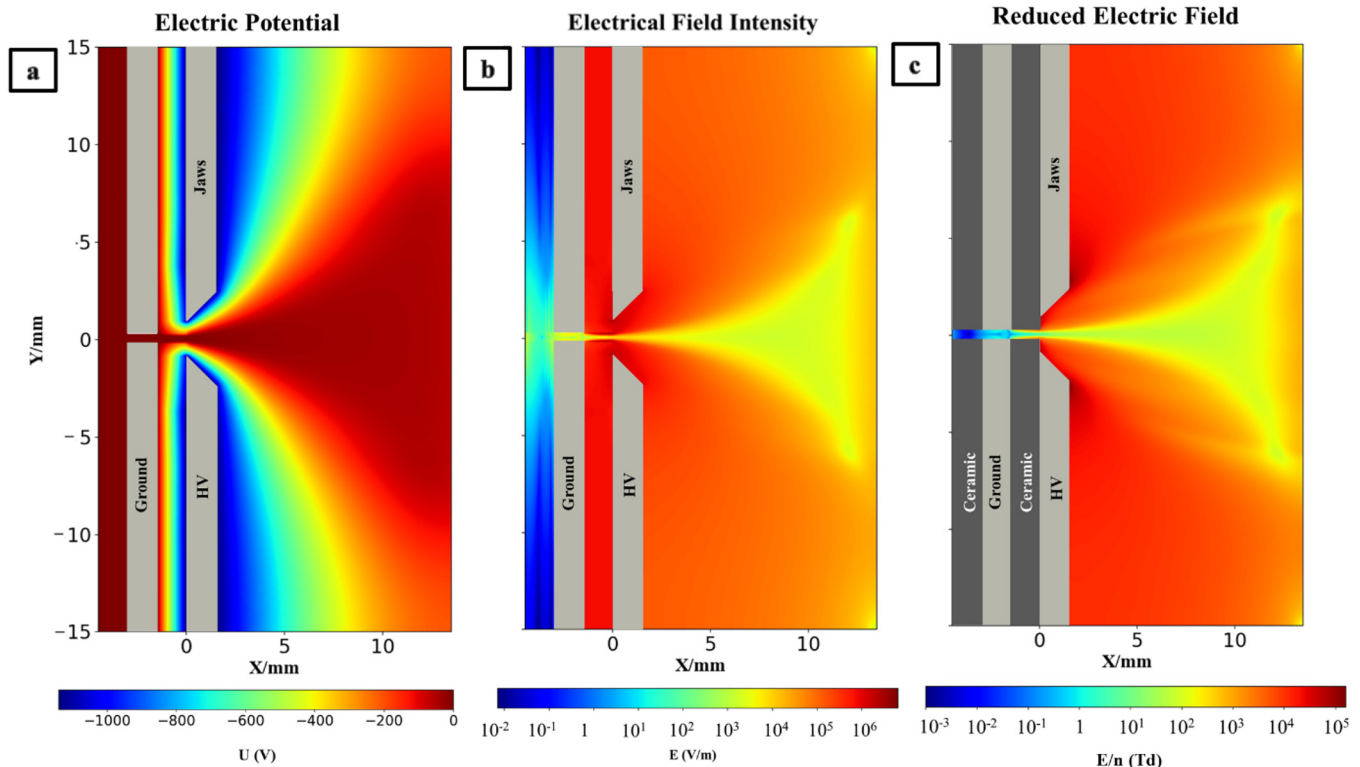 Electric Potential
Electrical Field Intensity
Reduced Electric Field
a
b
c
15
10
·5
0
−5
−10
−15
Y/mm
Jaws
Ground
HV
0
5
10
X/mm
−1000
−800
−600
−400
−200
0
U (V)
Jaws
Ground
HV
0
5
10
X/mm
10⁻²
10⁻¹
1
10¹
10²
10³
10⁴
10⁵
10⁶
E (V/m)
Jaws
Ceramic
Ground
Ceramic
HV
0
5
10
X/mm
10⁻³
10⁻²
10⁻¹
1
10¹
10²
10³
10⁴
10⁵
E/n (Td)